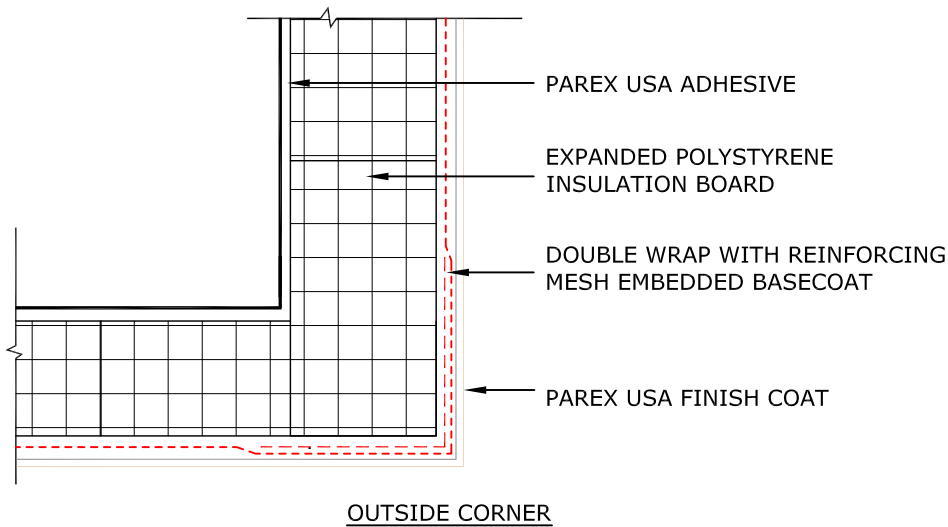 PAREX USA ADHESIVE
EXPANDED POLYSTYRENE
INSULATION BOARD
DOUBLE WRAP WITH REINFORCING
MESH EMBEDDED BASECOAT
PAREX USA FINISH COAT
OUTSIDE CORNER